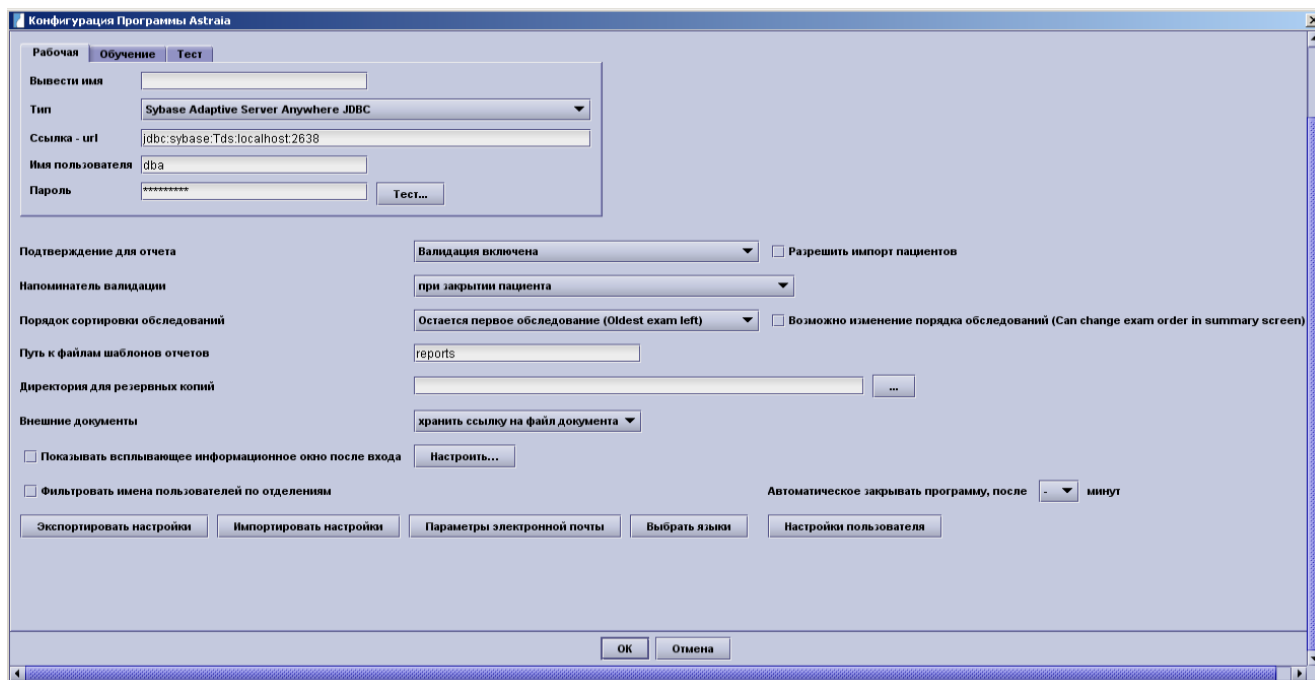 Конфигурация Программы Astraia
Рабочая Обучение Тест
Вывести имя
Тип Sybase Adaptive Server Anywhere JDBC
Ссылка - url jdbc:sybase:Tds:localhost:2638
Имя пользователя dba
Пароль ********* Тест...
Подтверждение для отчета Валидация включена Разрешить импорт пациентов
Напоминатель валидации при закрытии пациента
Порядок сортировки обследований Остается первое обследование (Oldest exam left) Возможно изменение порядка обследований (Can change exam order in summary screen)
Путь к файлам шаблонов отчетов reports
Директория для резервных копий ...
Внешние документы хранить ссылку на файл документа
Показывать всплывающее информационное окно после входа Настроить...
Фильтровать имена пользователей по отделениям Автоматическое закрывать программу, после - минут
Экспортировать настройки Импортировать настройки Параметры электронной почты Выбрать языки Настройки пользователя
ОК Отмена